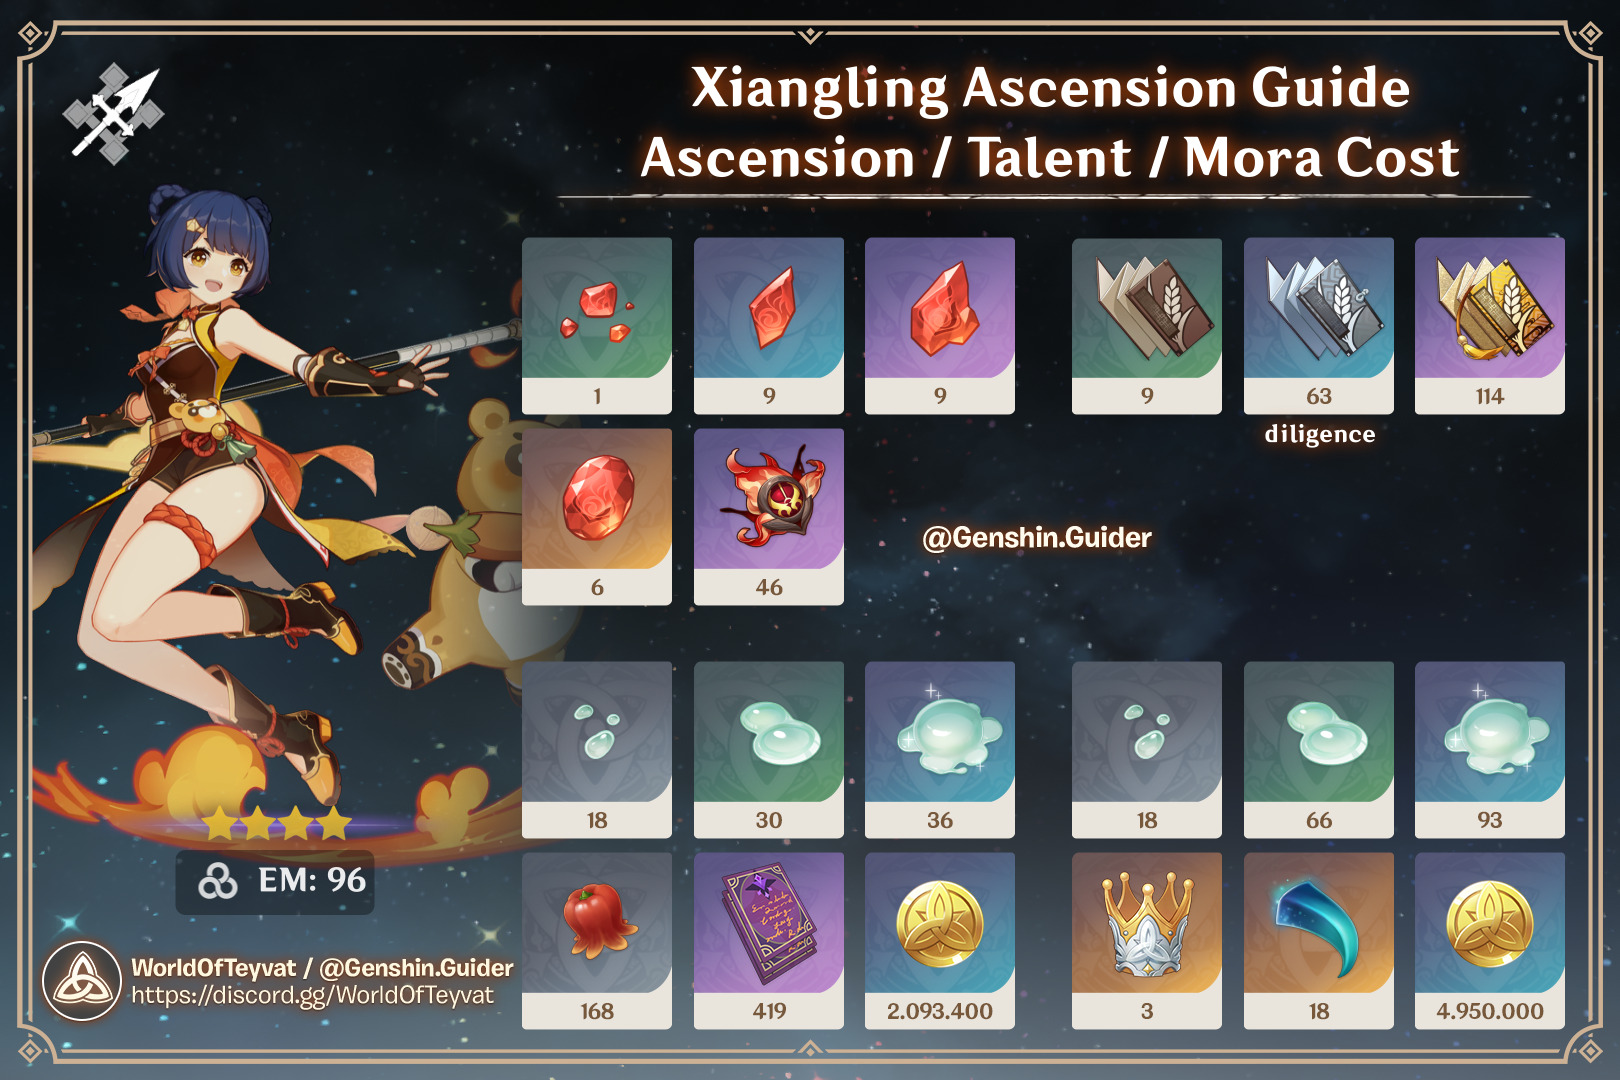 Xiangling Ascension Guide
Ascension / Talent / Mora Cost
1
9
9
9
63
114
diligence
6
46
@Genshin.Guider
18
30
36
18
66
93
168
419
2.093.400
3
18
4.950.000
EM: 96
WorldOfTeyvat / @Genshin.Guider
https://discord.gg/WorldOfTeyvat